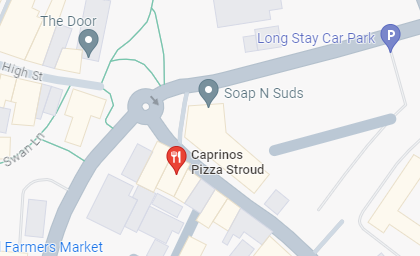 The Door
Long Stay Car Park
High St
Soap N Suds
Swan Ln
Caprinos
Pizza Stroud
Farmers Market